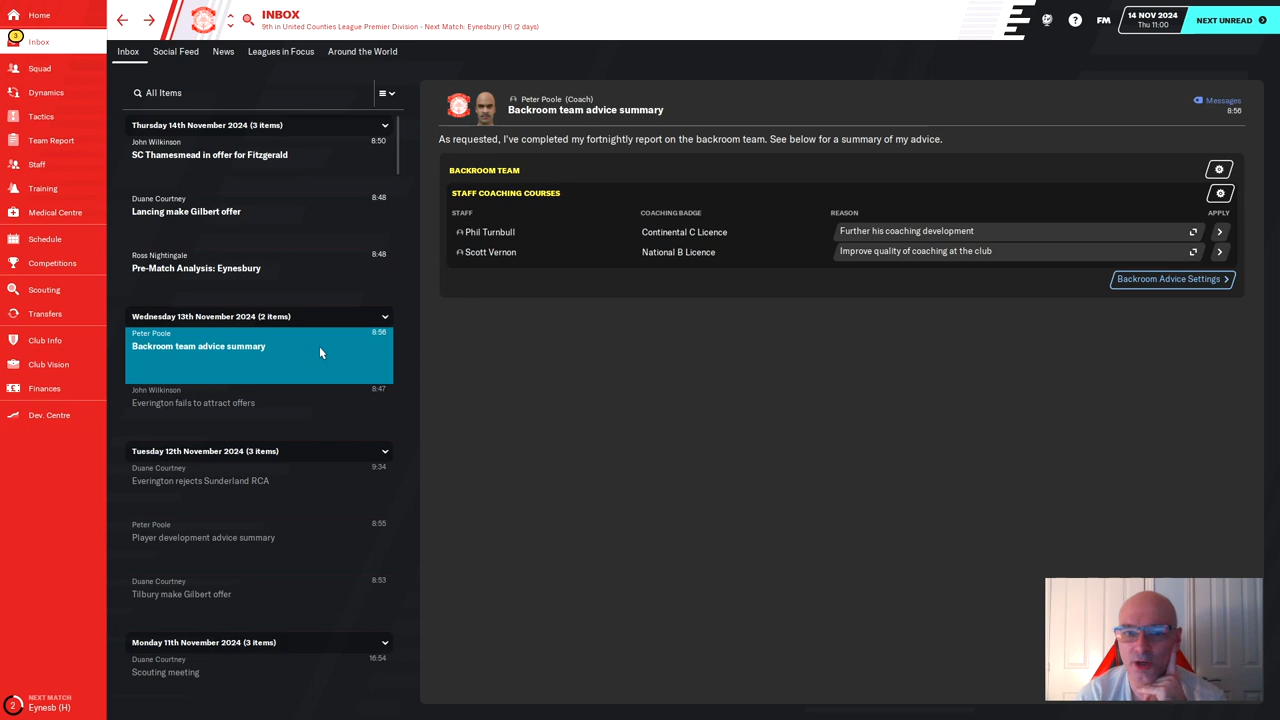 Home
3
Inbox
Squad
Dynamics
Tactics
Team Report
Staff
Training
Medical Centre
Schedule
Competitions
Scouting
Transfers
Club Info
Club Vision
Finances
Dev. Centre
2
NEXT MATCH
Eynesb (H)
INBOX
9th in United Counties League Premier Division - Next Match: Eynesbury (H) (2 days)
?
FM
14 NOV 2024
Thu 11:00
NEXT UNREAD
Inbox
Social Feed
News
Leagues in Focus
Around the World
All Items
Thursday 14th November 2024 (3 items)
John Wilkinson 8:50
SC Thamesmead in offer for Fitzgerald
Duane Courtney 8:48
Lancing make Gilbert offer
Ross Nightingale 8:48
Pre-Match Analysis: Eynesbury
Wednesday 13th November 2024 (2 items)
Peter Poole 8:56
Backroom team advice summary
John Wilkinson 8:47
Everington fails to attract offers
Tuesday 12th November 2024 (3 items)
Duane Courtney 9:34
Everington rejects Sunderland RCA
Peter Poole 8:55
Player development advice summary
Duane Courtney 8:53
Tilbury make Gilbert offer
Monday 11th November 2024 (3 items)
Duane Courtney 16:54
Scouting meeting
Peter Poole (Coach)
Backroom team advice summary
Messages
8:56
As requested, I've completed my fortnightly report on the backroom team. See below for a summary of my advice.
BACKROOM TEAM
STAFF COACHING COURSES
STAFF COACHING BADGE REASON APPLY
Phil Turnbull Continental C Licence Further his coaching development
Scott Vernon National B Licence Improve quality of coaching at the club
Backroom Advice Settings